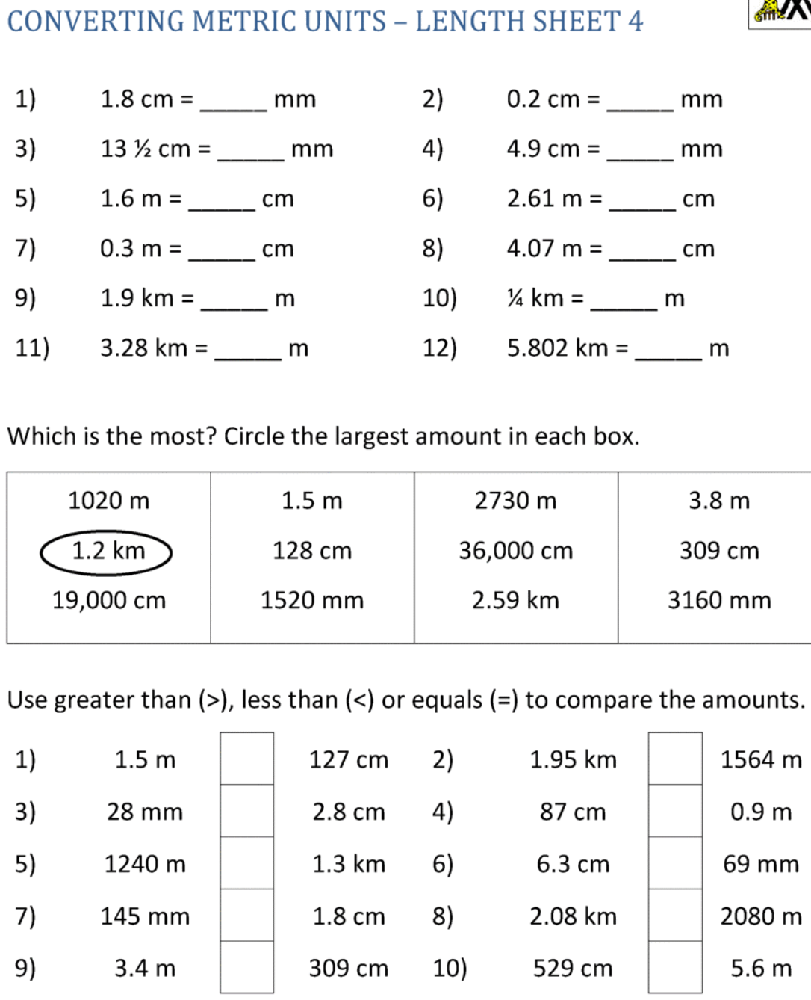 CONVERTING METRIC UNITS – LENGTH SHEET 4
1) 1.8 cm = _____ mm 2) 0.2 cm = _____ mm
3) 13 ½ cm = _____ mm 4) 4.9 cm = _____ mm
5) 1.6 m = _____ cm 6) 2.61 m = _____ cm
7) 0.3 m = _____ cm 8) 4.07 m = _____ cm
9) 1.9 km = _____ m 10) ¼ km = _____ m
11) 3.28 km = _____ m 12) 5.802 km = _____ m
Which is the most? Circle the largest amount in each box.
1020 m 1.5 m 2730 m 3.8 m
1.2 km 128 cm 36,000 cm 309 cm
19,000 cm 1520 mm 2.59 km 3160 mm
Use greater than (>), less than (<) or equals (=) to compare the amounts.
1) 1.5 m 127 cm 2) 1.95 km 1564 m
3) 28 mm 2.8 cm 4) 87 cm 0.9 m
5) 1240 m 1.3 km 6) 6.3 cm 69 mm
7) 145 mm 1.8 cm 8) 2.08 km 2080 m
9) 3.4 m 309 cm 10) 529 cm 5.6 m